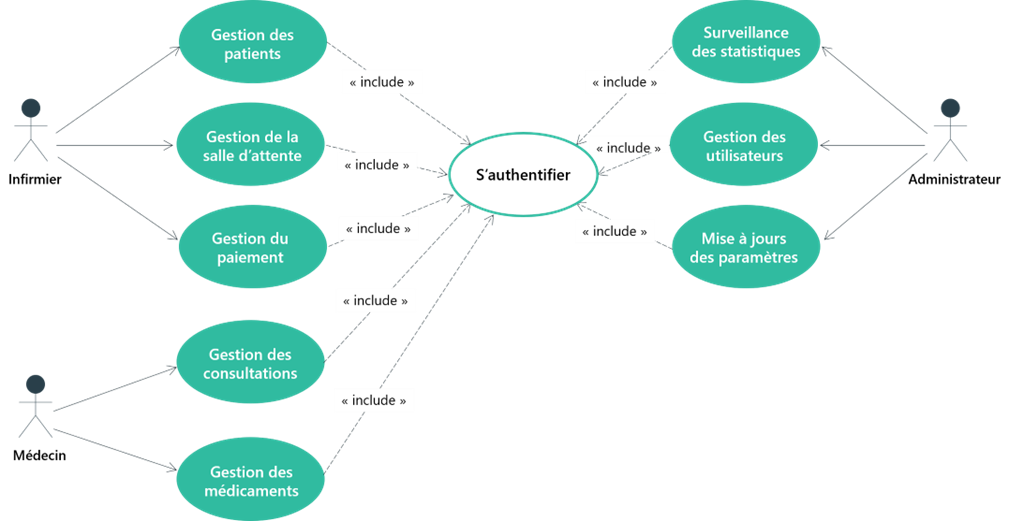 Gestion des
patients
« include »
Surveillance
des statistiques
« include »
Gestion de la
salle d’attente
« include »
S’authentifier
« include »
Gestion des
utilisateurs
Infirmier
Administrateur
Gestion du
paiement
« include »
« include »
Mise à jours
des paramètres
« include »
Gestion des
consultations
« include »
Médecin
Gestion des
médicaments